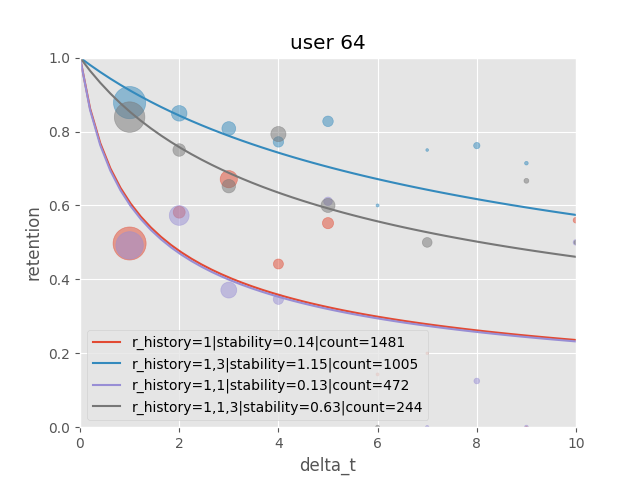 user 64
1.0
0.8
0.6
0.4
0.2
0.0
retention
r_history=1|stability=0.14|count=1481
r_history=1,3|stability=1.15|count=1005
r_history=1,1|stability=0.13|count=472
r_history=1,1,3|stability=0.63|count=244
0 2 4 6 8 10
delta_t